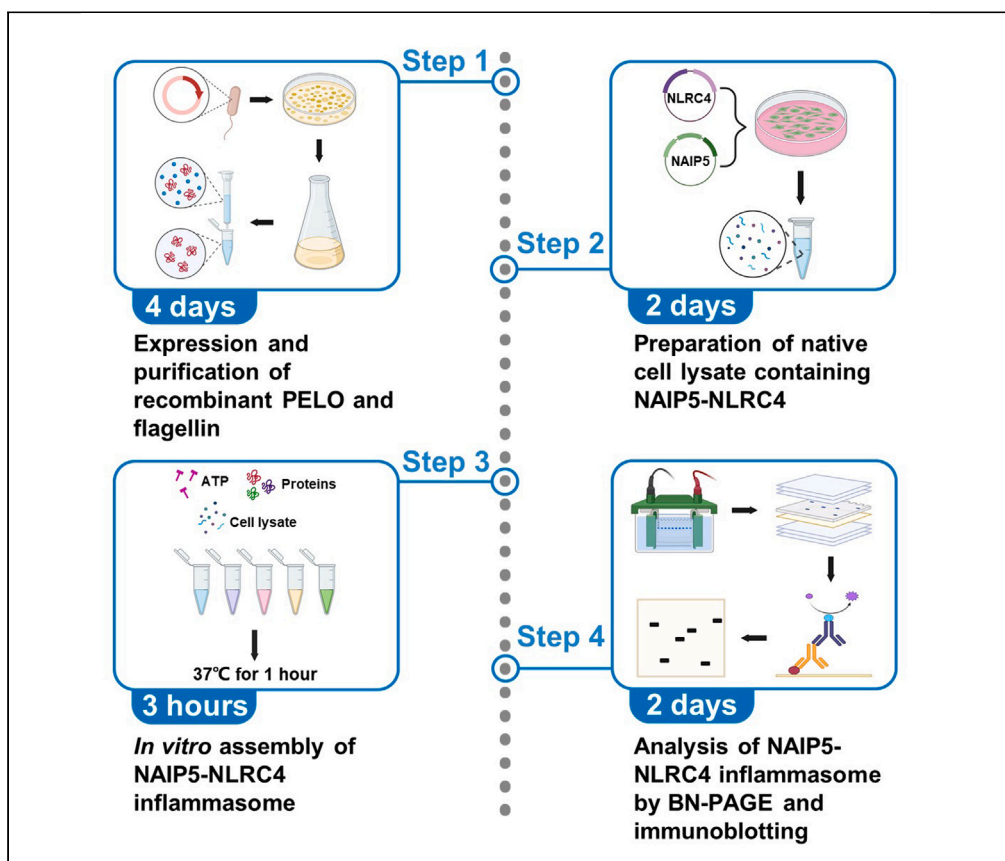 Step 1
4 days
Expression and
purification of
recombinant PELO and
flagellin
NLRC4
NAIP5
Step 2
2 days
Preparation of native
cell lysate containing
NAIP5-NLRC4
Step 3
ATP
Proteins
Cell lysate
37℃ for 1 hour
3 hours
In vitro assembly of
NAIP5-NLRC4
inflammasome
Step 4
2 days
Analysis of NAIP5-
NLRC4 inflammasome
by BN-PAGE and
immunoblotting